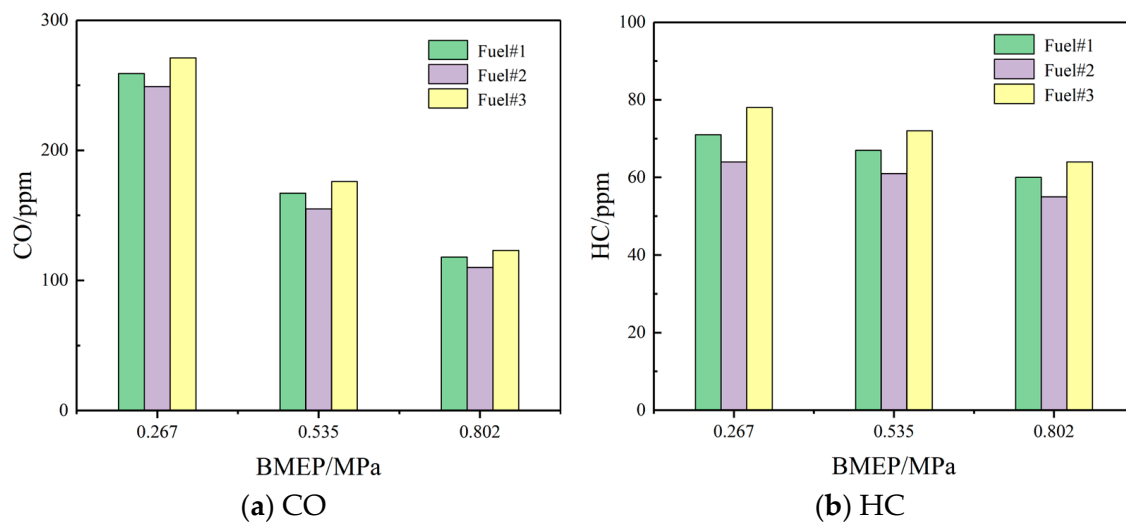 300
200
100
0
CO/ppm
Fuel#1
Fuel#2
Fuel#3
0.267
0.535
0.802
BMEP/MPa
(a) CO
100
80
60
40
20
0
HC/ppm
Fuel#1
Fuel#2
Fuel#3
0.267
0.535
0.802
BMEP/MPa
(b) HC